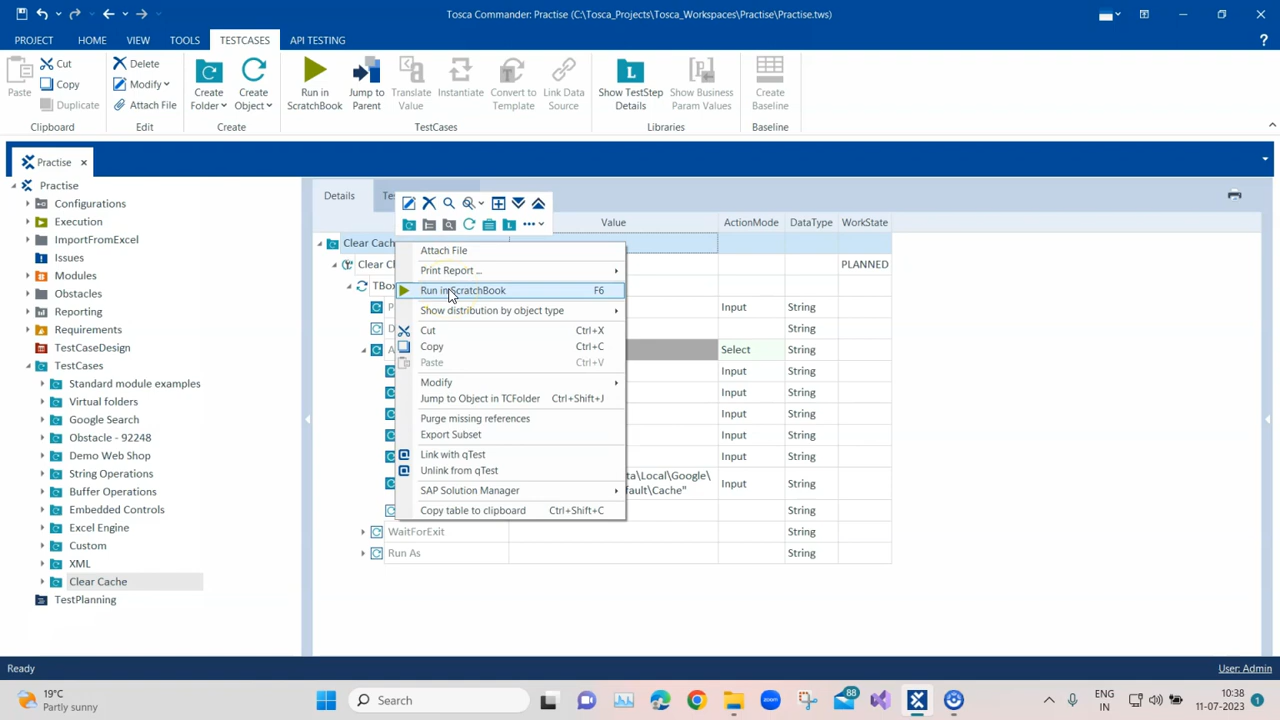 Tosca Commander: Practise (C:\Tosca_Projects\Tosca_Workspaces\Practise\Practise.tws)
PROJECT HOME VIEW TOOLS TESTCASES API TESTING
Paste
Cut
Copy
Duplicate
Clipboard
Delete
Modify
Attach File
Edit
Create Folder
Create Object
Create
Run in ScratchBook
Jump to Parent
Translate Value
Instantiate
Convert to Template
Link Data Source
TestCases
Show TestStep Details
Show Business Param Values
Libraries
Create Baseline
Baseline
Practise
Practise
Configurations
Execution
ImportFromExcel
Issues
Modules
Obstacles
Reporting
Requirements
TestCaseDesign
TestCases
Standard module examples
Virtual folders
Google Search
Obstacle - 92248
Demo Web Shop
String Operations
Buffer Operations
Embedded Controls
Excel Engine
Custom
XML
Clear Cache
TestPlanning
Details
Value ActionMode DataType WorkState
Clear Cache
PLANNED
Input String
String
Select String
Input String
Input String
Input String
Input String
Input String
ta\Local\Google\
fault\Cache" Input String
String
WaitForExit String
Run As String
Attach File
Print Report ...
Run in ScratchBook F6
Show distribution by object type
Cut Ctrl+X
Copy Ctrl+C
Paste Ctrl+V
Modify
Jump to Object in TCFolder Ctrl+Shift+J
Purge missing references
Export Subset
Link with qTest
Unlink from qTest
SAP Solution Manager
Copy table to clipboard Ctrl+Shift+C
Ready
User: Admin
19°C
Partly sunny
Search
88
ENG
IN
10:38
11-07-2023
1